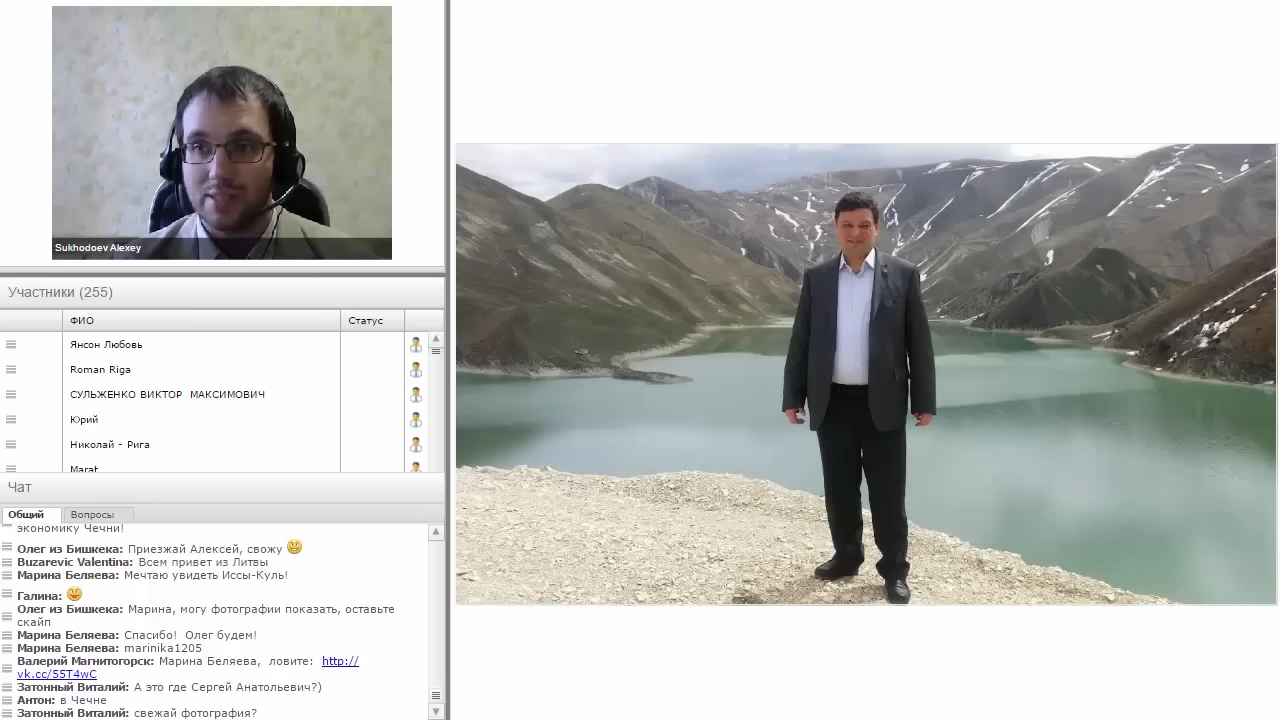 Sukhodoev Alexey
Участники (255)
ФИО Статус
Янсон Любовь
Roman Riga
СУЛЬЖЕНКО ВИКТОР МАКСИМОВИЧ
Юрий
Николай - Рига
Marat
Чат
Общий Вопросы
экономику Чечни!
Олег из Бишкека: Приезжай Алексей, свожу
Buzarevic Valentina: Всем привет из Литвы
Марина Беляева: Мечтаю увидеть Иссы-Куль!
Галина:
Олег из Бишкека: Марина, могу фотографии показать, оставьте
скайп
Марина Беляева: Спасибо! Олег будем!
Марина Беляева: marinika1205
Валерий Магнитогорск: Марина Беляева, ловите: http://
vk.cc/55T4wC
Затонный Виталий: А это где Сергей Анатольевич?)
Антон: в Чечне
Затонный Виталий: свежай фотография?